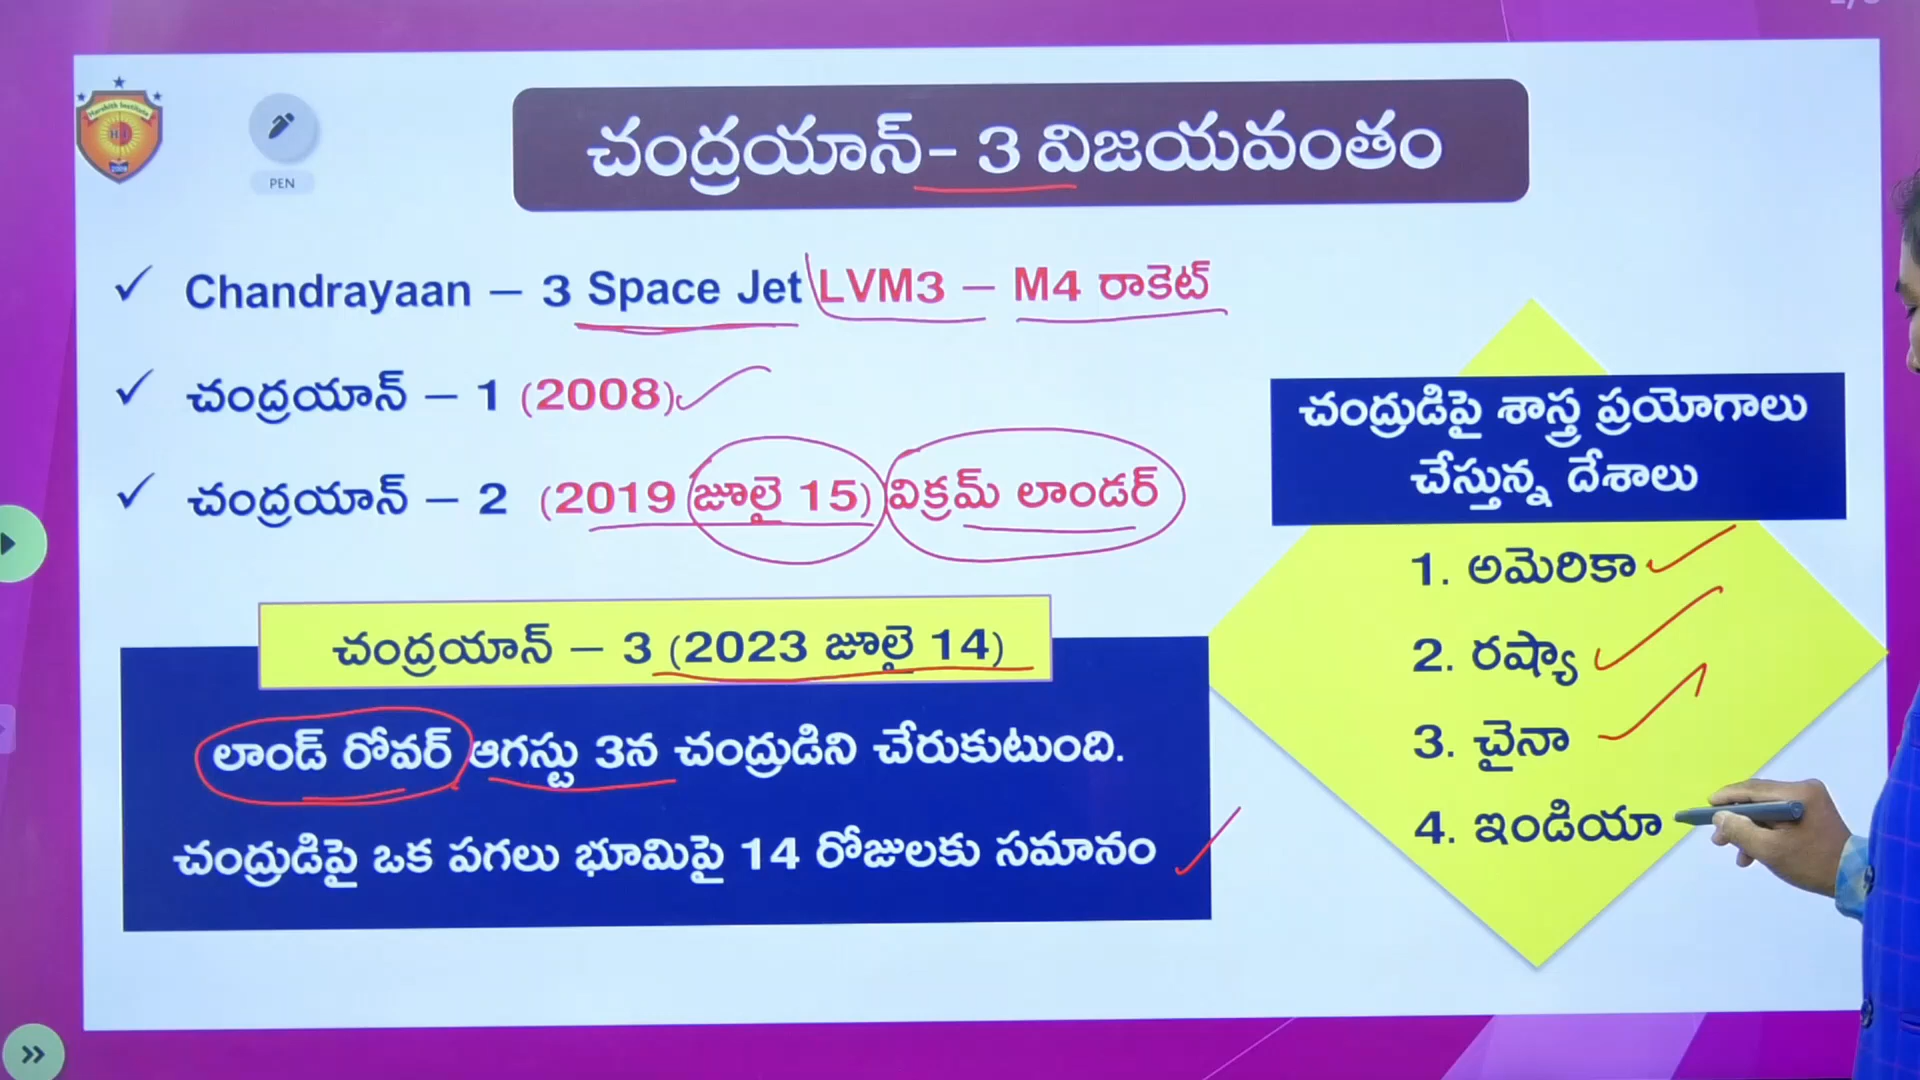 Harshith Institute
PEN
చంద్రయాన్- 3 విజయవంతం
Chandrayaan – 3 Space Jet LVM3 – M4 రాకెట్
చంద్రయాన్ – 1 (2008)
చంద్రయాన్ – 2 (2019 జూలై 15) విక్రమ్ లాండర్
చంద్రయాన్ – 3 (2023 జూలై 14)
లాండ్ రోవర్ ఆగస్టు 3న చంద్రుడిని చేరుకుటుంది.
చంద్రుడిపై ఒక పగలు భూమిపై 14 రోజులకు సమానం
చంద్రుడిపై శాస్త్ర ప్రయోగాలు
చేస్తున్న దేశాలు
1. అమెరికా
2. రష్యా
3. చైనా
4. ఇండియా